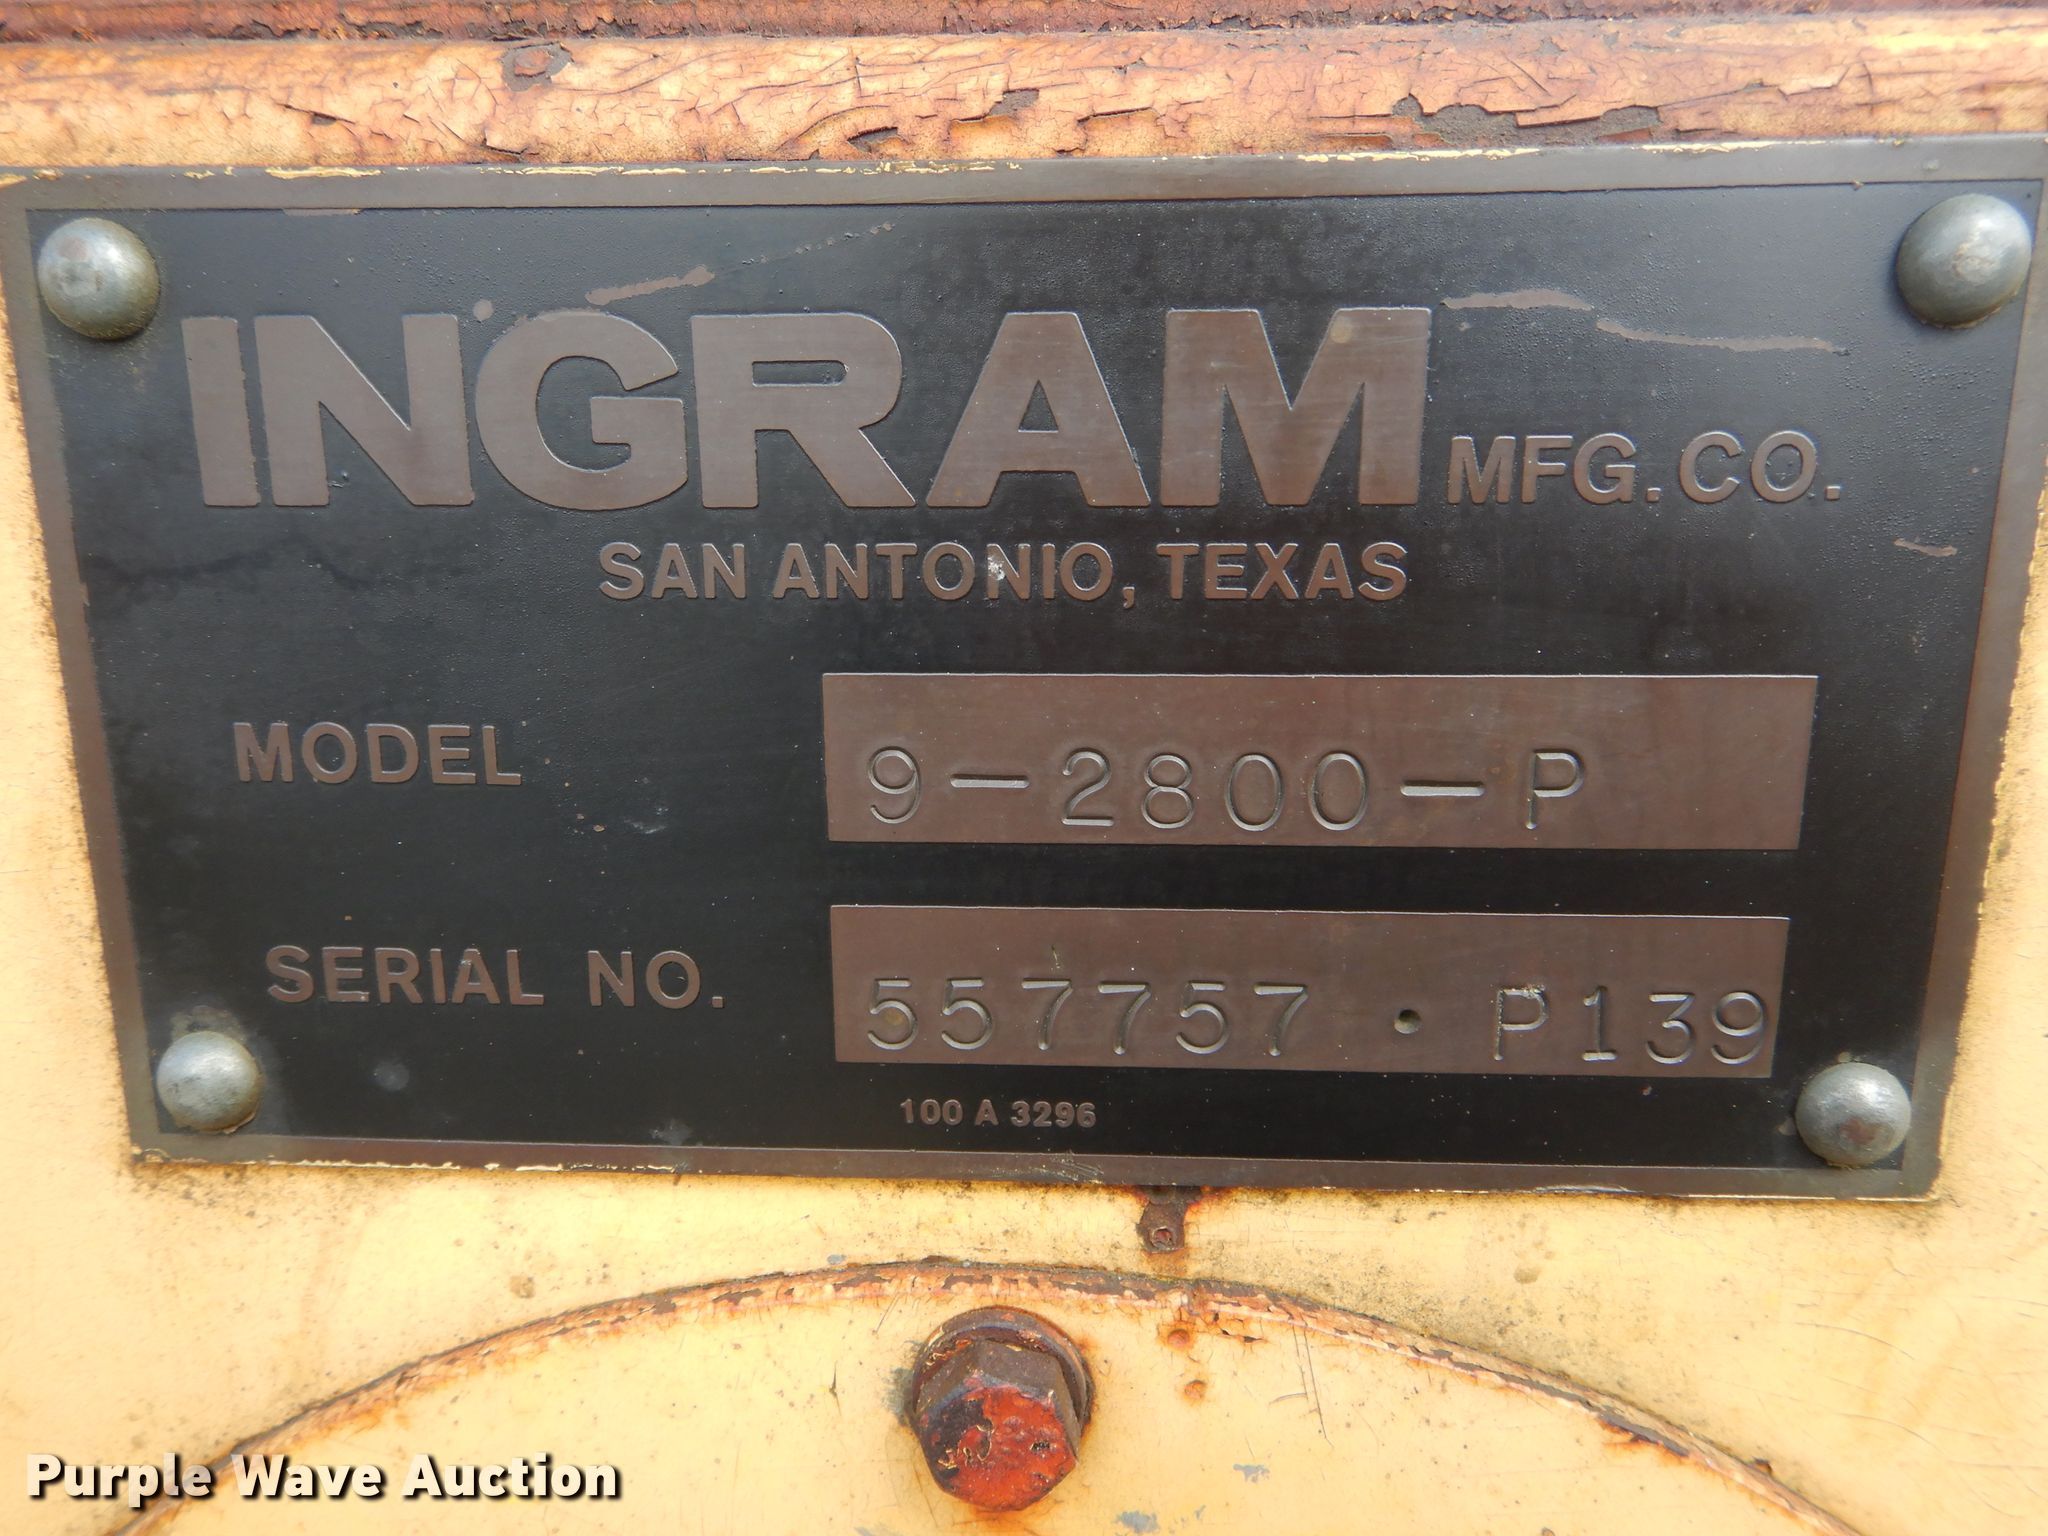 INGRAM MFG. CO.
SAN ANTONIO, TEXAS
MODEL 9-2800-P
SERIAL NO. 557757 · P139
100 A 3296
Purple Wave Auction